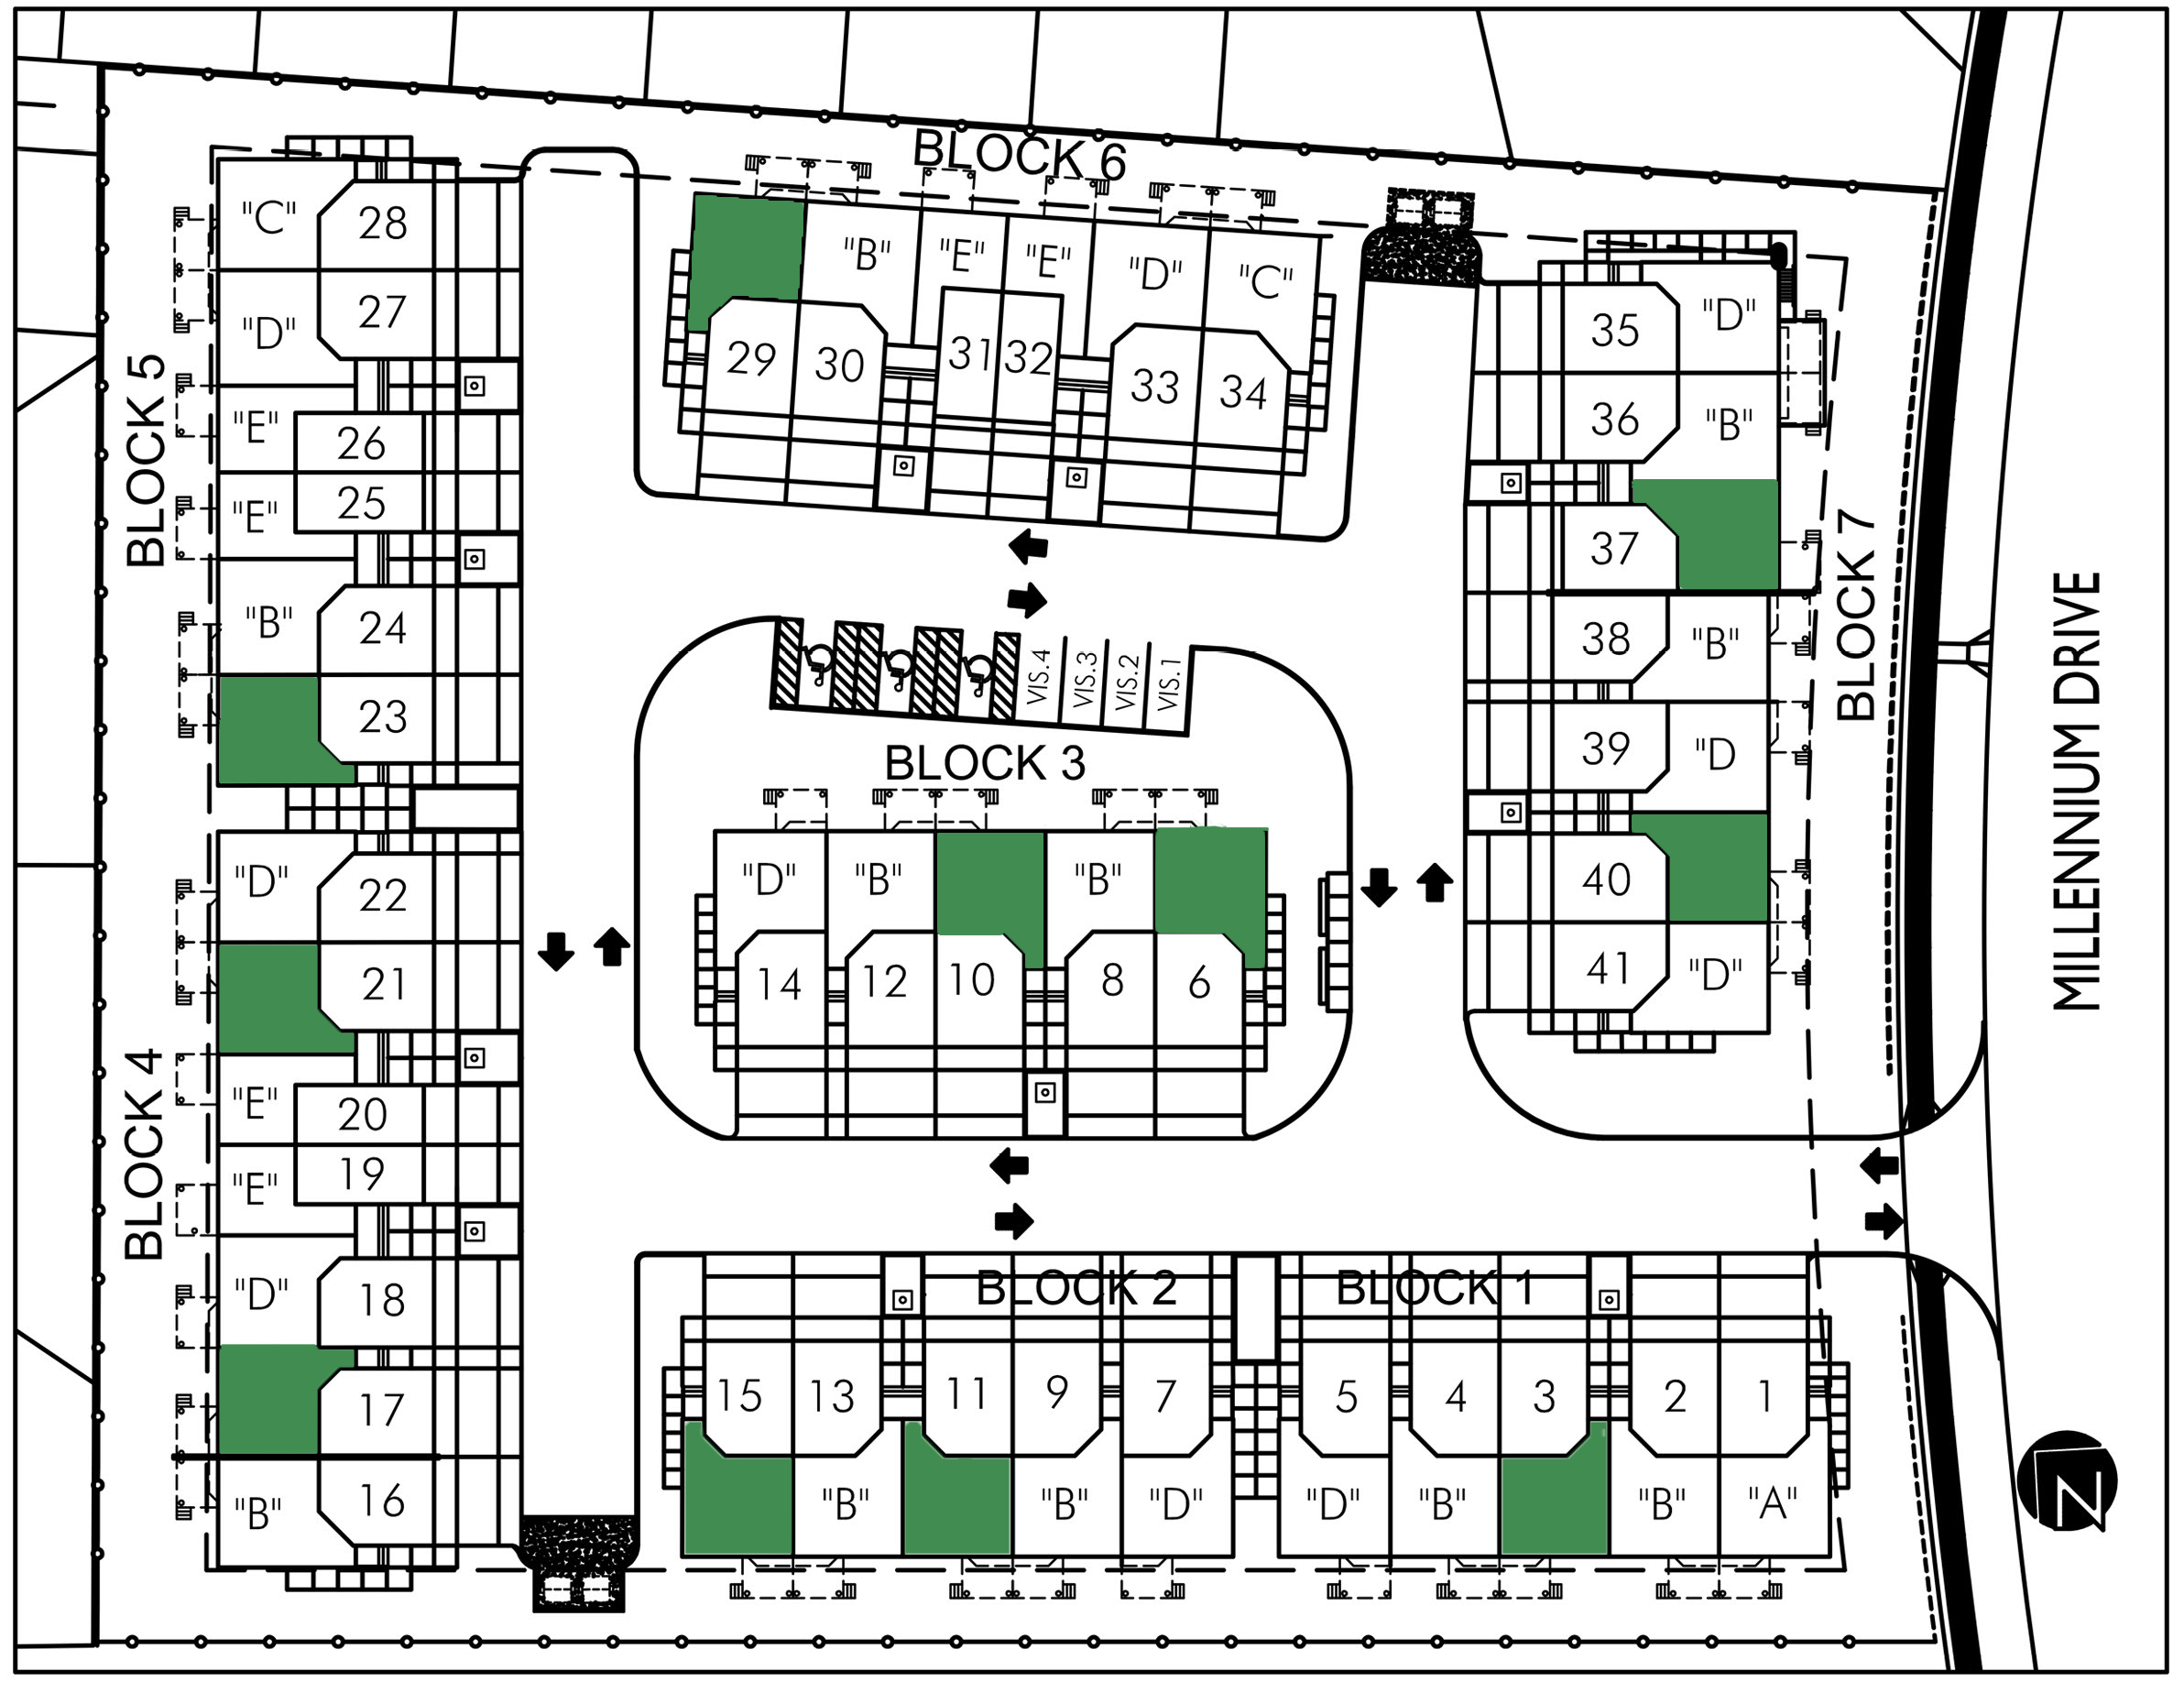 BLOCK 6
"C"
28
27
"D"
BLOCK 5
"E"
26
25
"E"
"B"
24
23
"B"
"E"
"E"
"D"
"C"
29
30
31
32
33
34
35
"D"
36
"B"
37
38
"B"
39
"D
40
41
"D"
BLOCK 7
MILLENNIUM DRIVE
VIS.4
VIS.3
VIS.2
VIS.1
BLOCK 3
"D"
"B"
"B"
14
12
10
8
6
"D"
22
21
BLOCK 4
"E"
20
19
"E"
"D"
18
17
16
"B"
BLOCK 2
BLOCK 1
15
13
11
9
7
5
4
3
2
1
"B"
"B"
"D"
"D"
"B"
"B"
"A"
N